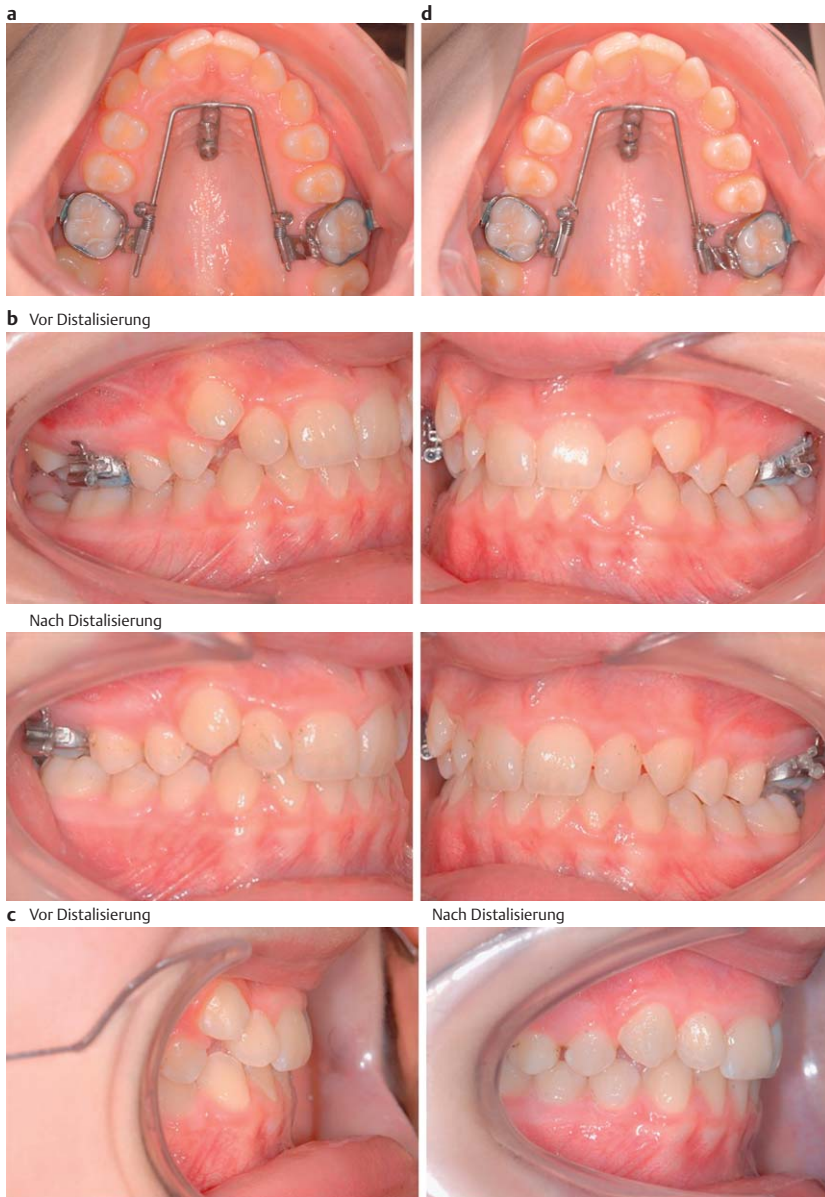 a
d
b Vor Distalisierung
Nach Distalisierung
c Vor Distalisierung
Nach Distalisierung